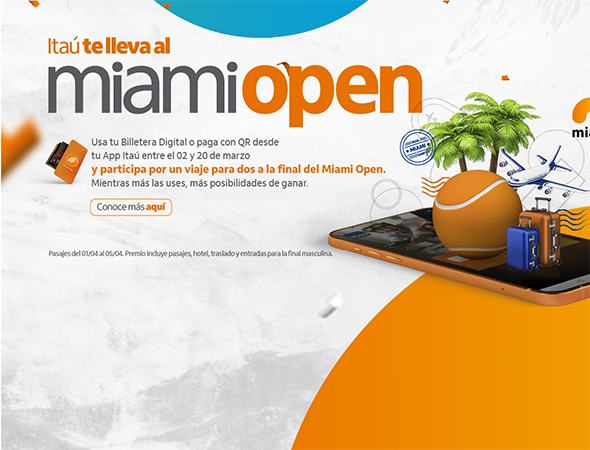 Itaú te lleva al
miami open
Usa tu Billetera Digital o paga con QR desde
tu App Itaú entre el 02 y 20 de marzo
y participa por un viaje para dos a la final del Miami Open.
Mientras más las uses, más posibilidades de ganar.
Conoce más aquí
Pasajes del 01/04 al 05/04. Premio incluye pasajes, hotel, traslado y entradas para la final masculina.
MIAMI
mia